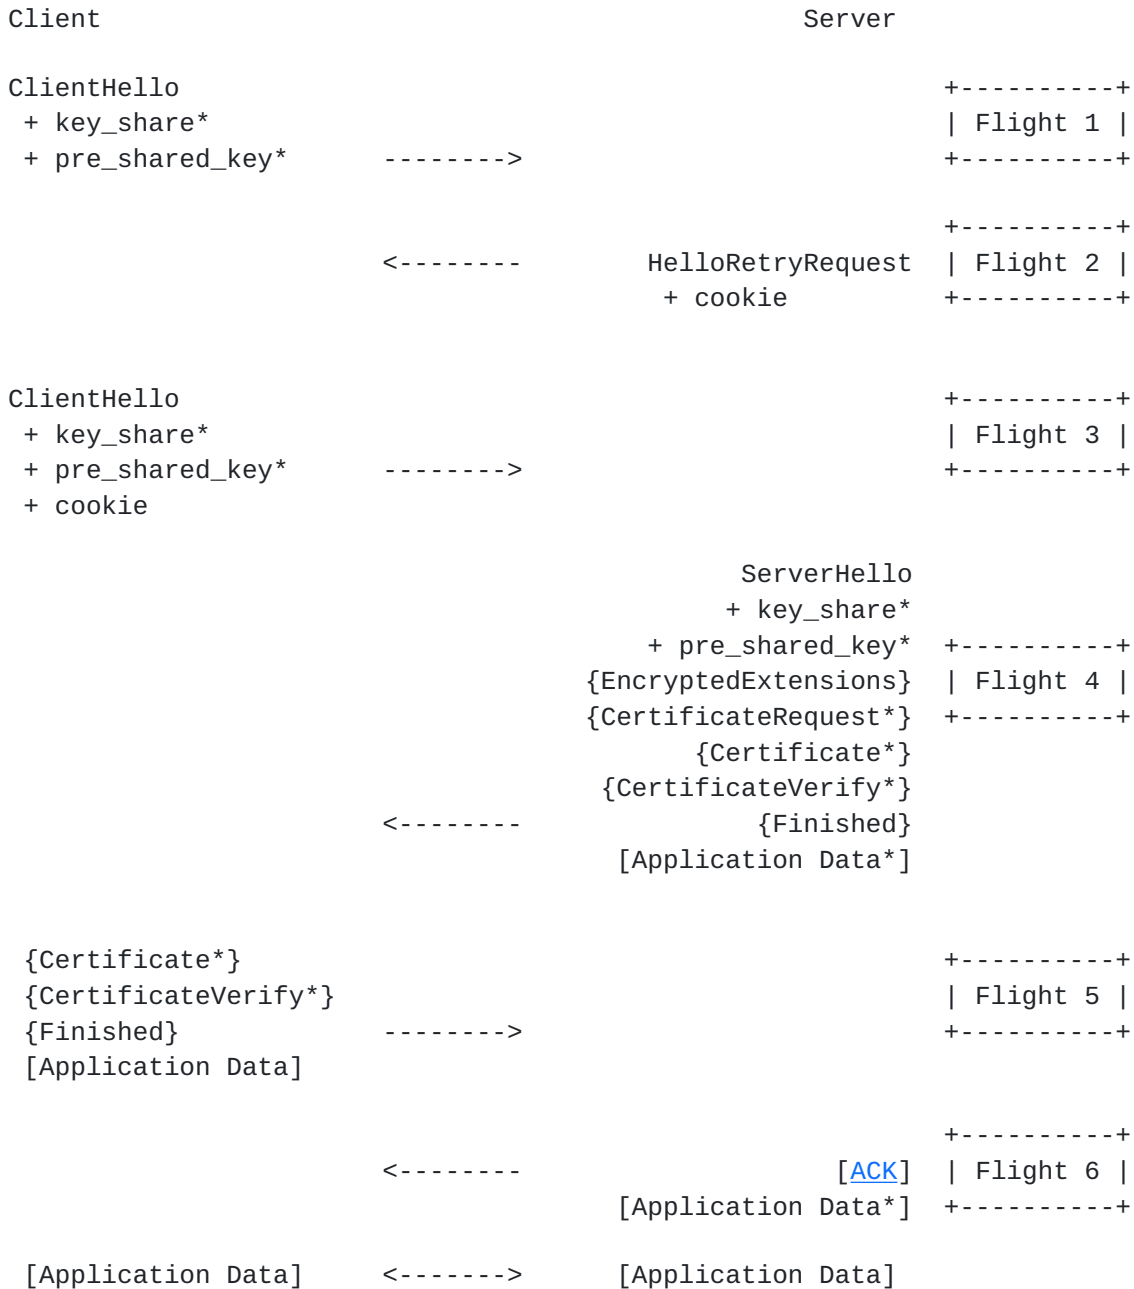 Client                                             Server

ClientHello                                                 +----------+
 + key_share*                                               | Flight 1 |
 + pre_shared_key*      -------->                           +----------+

                                                            +----------+
                        <--------        HelloRetryRequest  | Flight 2 |
                                          + cookie          +----------+


ClientHello                                                 +----------+
 + key_share*                                               | Flight 3 |
 + pre_shared_key*      -------->                           +----------+
 + cookie

                                               ServerHello
                                              + key_share*
                                         + pre_shared_key*  +----------+
                                     {EncryptedExtensions}  | Flight 4 |
                                     {CertificateRequest*}  +----------+
                                            {Certificate*}
                                      {CertificateVerify*}
                        <--------               {Finished}
                                       [Application Data*]


 {Certificate*}                                             +----------+
 {CertificateVerify*}                                       | Flight 5 |
 {Finished}             -------->                           +----------+
 [Application Data]

                                                            +----------+
                        <--------                    [ACK]  | Flight 6 |
                                       [Application Data*]  +----------+

 [Application Data]     <------->      [Application Data]